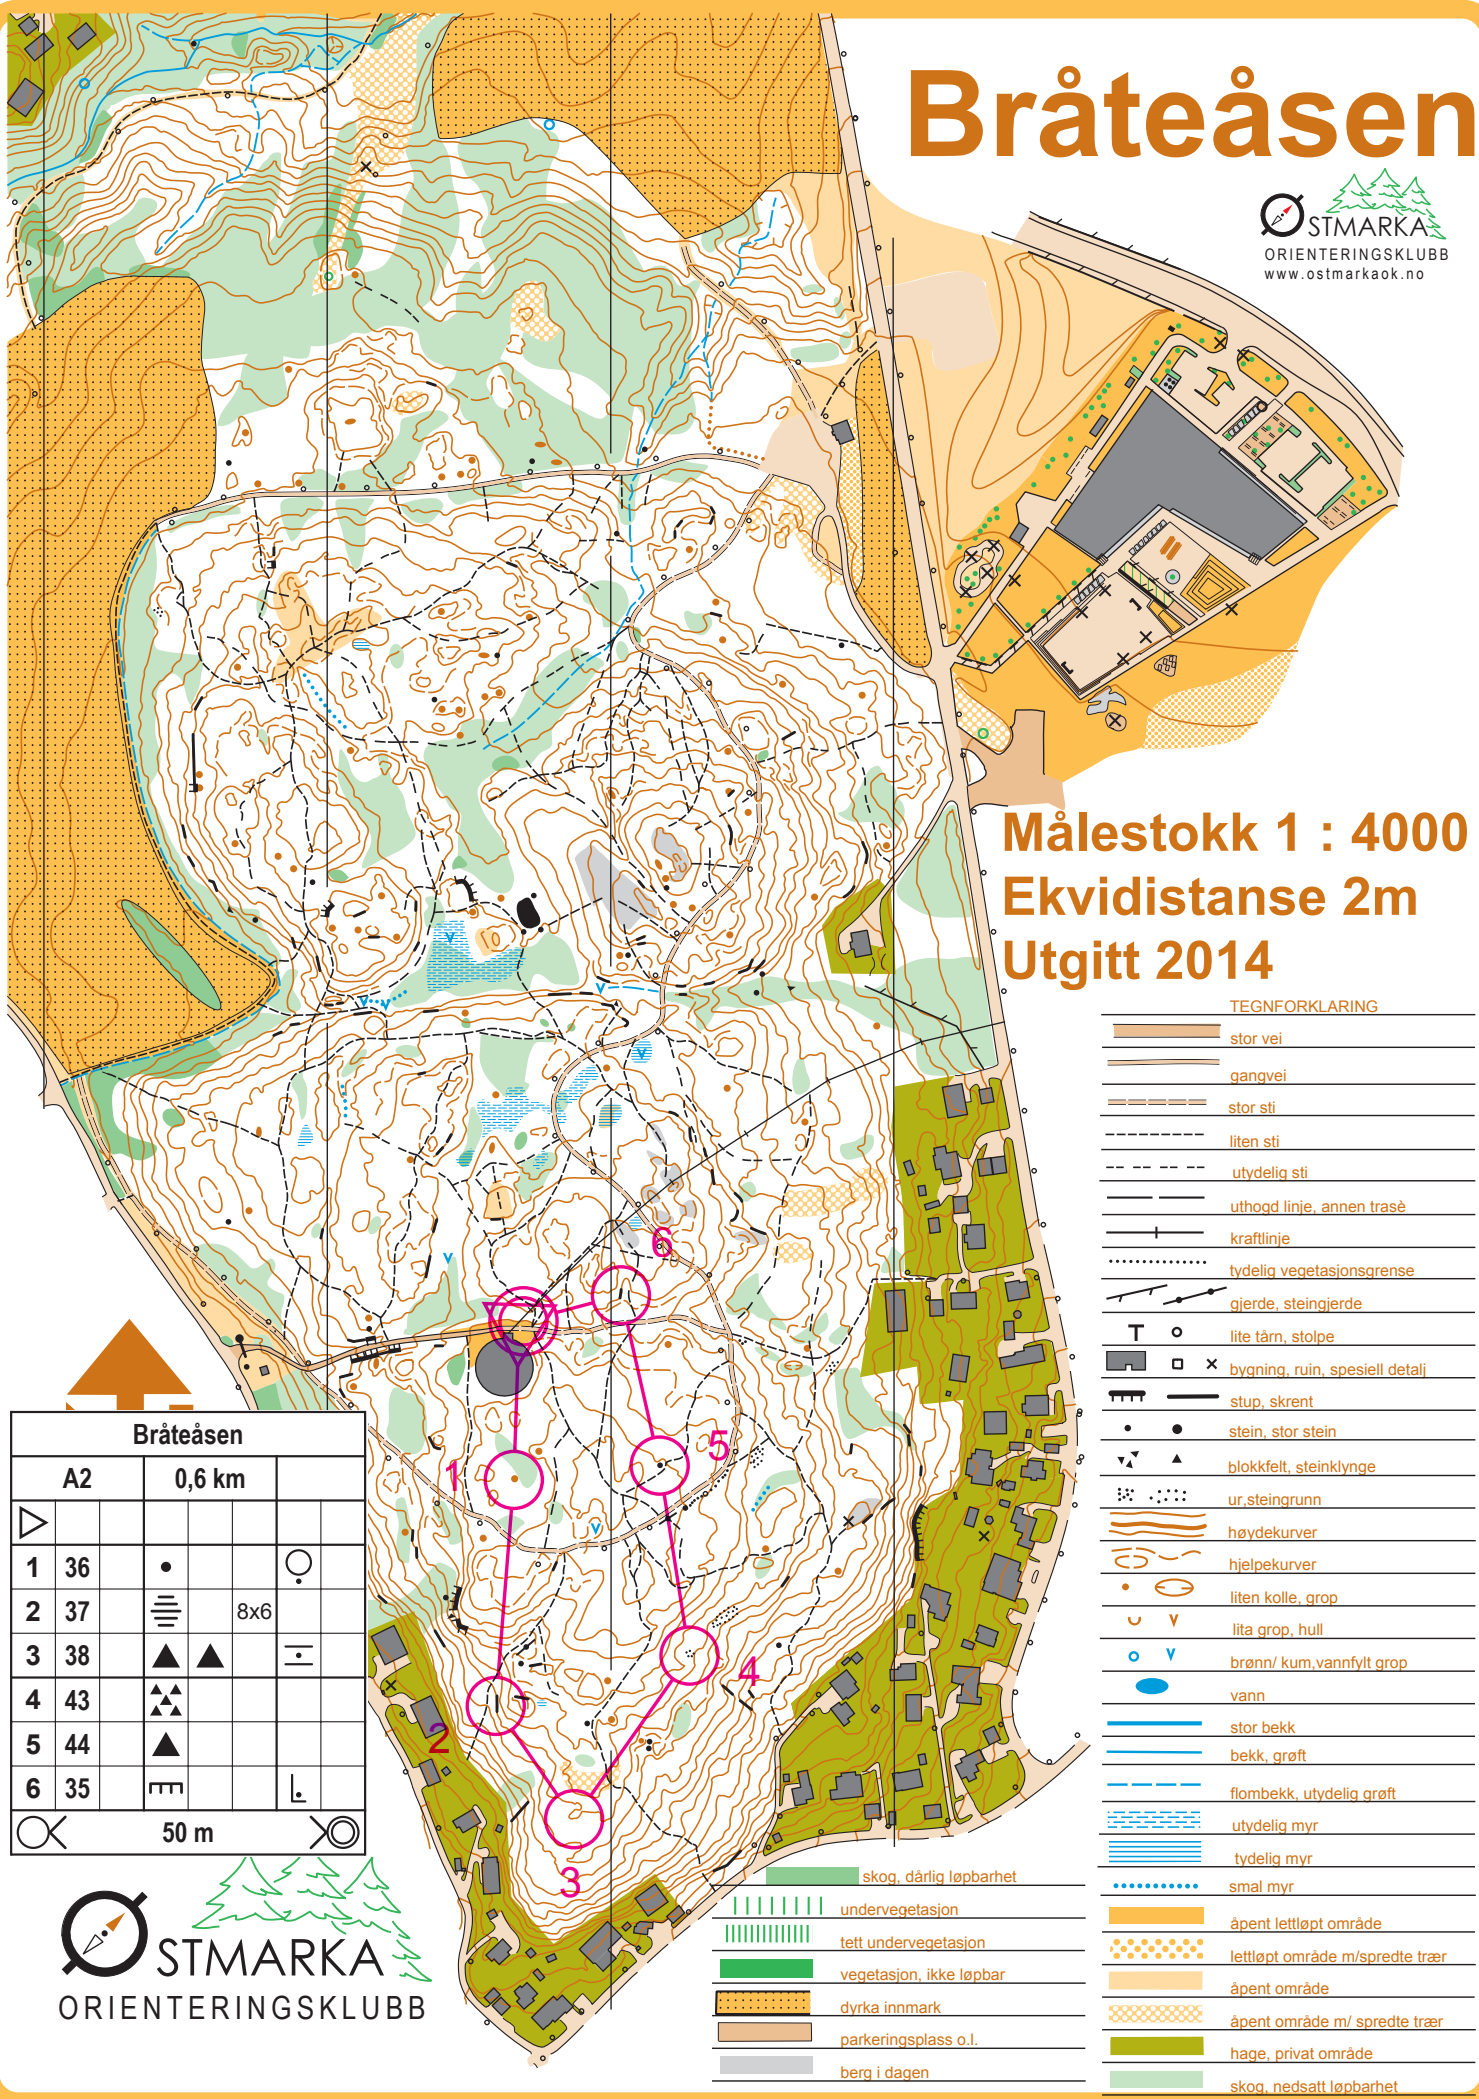 Bråteåsen
OSTMARKA
ORIENTERINGSKLUBB
www.ostmarkaok.no
Målestokk 1 : 4000
Ekvidistanse 2m
Utgitt 2014
TEGNFORKLARING
stor vei
gangvei
stor sti
liten sti
utydelig sti
uthogd linje, annen trasè
kraftlinje
tydelig vegetasjonsgrense
gjerde, steingjerde
lite tårn, stolpe
bygning, ruin, spesiell detalj
stup, skrent
stein, stor stein
blokkfelt, steinklynge
ur,steingrunn
høydekurver
hjelpekurver
liten kolle, grop
lita grop, hull
brønn/ kum,vannfylt grop
vann
stor bekk
bekk, grøft
flombekk, utydelig grøft
utydelig myr
tydelig myr
smal myr
åpent lettløpt område
lettløpt område m/spredte trær
åpent område
åpent område m/ spredte trær
hage, privat område
skog, nedsatt løpbarhet
skog, dårlig løpbarhet
undervegetasjon
tett undervegetasjon
vegetasjon, ikke løpbar
dyrka innmark
parkeringsplass o.l.
berg i dagen
6
5
1
4
2
3
Bråteåsen
A2 0,6 km
1 36
2 37 8x6
3 38
4 43
5 44
6 35
50 m
OSTMARKA
ORIENTERINGSKLUBB